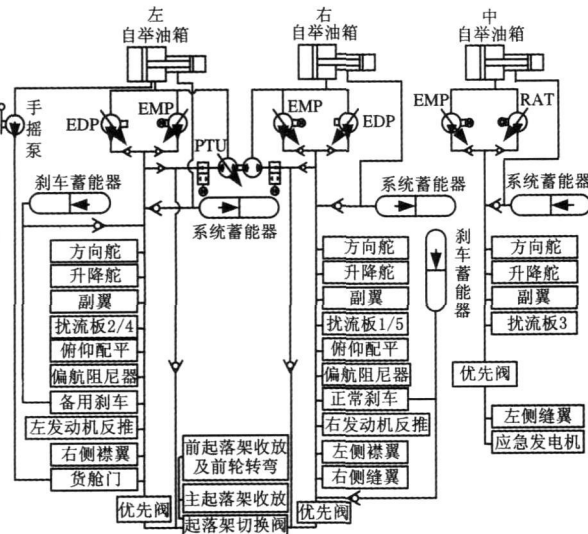 左
自举油箱
右
自举油箱
中
自举油箱
手摇泵
EDP
EMP
PTU
EMP
EDP
EMP
RAT
刹车蓄能器
系统蓄能器
系统蓄能器
系统蓄能器
刹车蓄能器
方向舵
升降舵
副翼
扰流板2/4
俯仰配平
偏航阻尼器
备用刹车
左发动机反推
右侧襟翼
货舱门
优先阀
前起落架收放
及前轮转弯
主起落架收放
起落架切换阀
方向舵
升降舵
副翼
扰流板1/5
俯仰配平
偏航阻尼器
正常刹车
右发动机反推
左侧襟翼
右侧缝翼
优先阀
方向舵
升降舵
副翼
扰流板3
优先阀
左侧缝翼
应急发电机